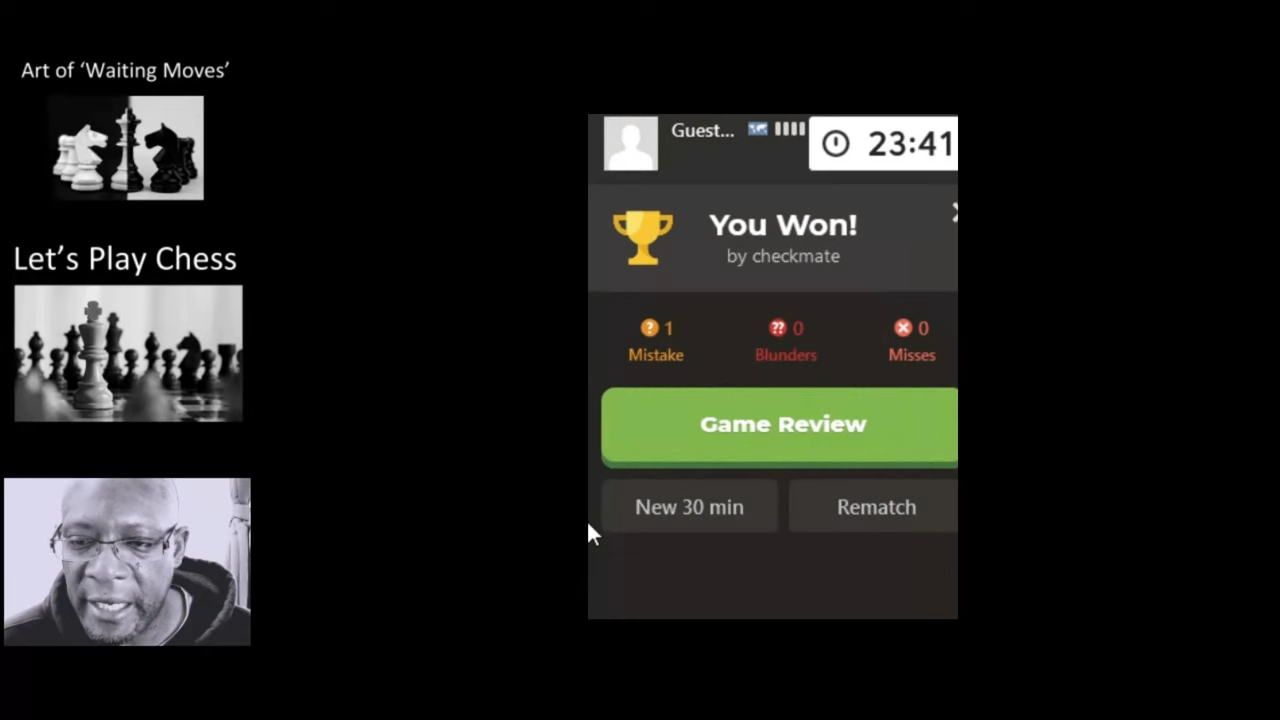 Art of ‘Waiting Moves’
Let’s Play Chess
Guest...
23:41
You Won!
by checkmate
? 1
Mistake
?? 0
Blunders
0
Misses
Game Review
New 30 min
Rematch